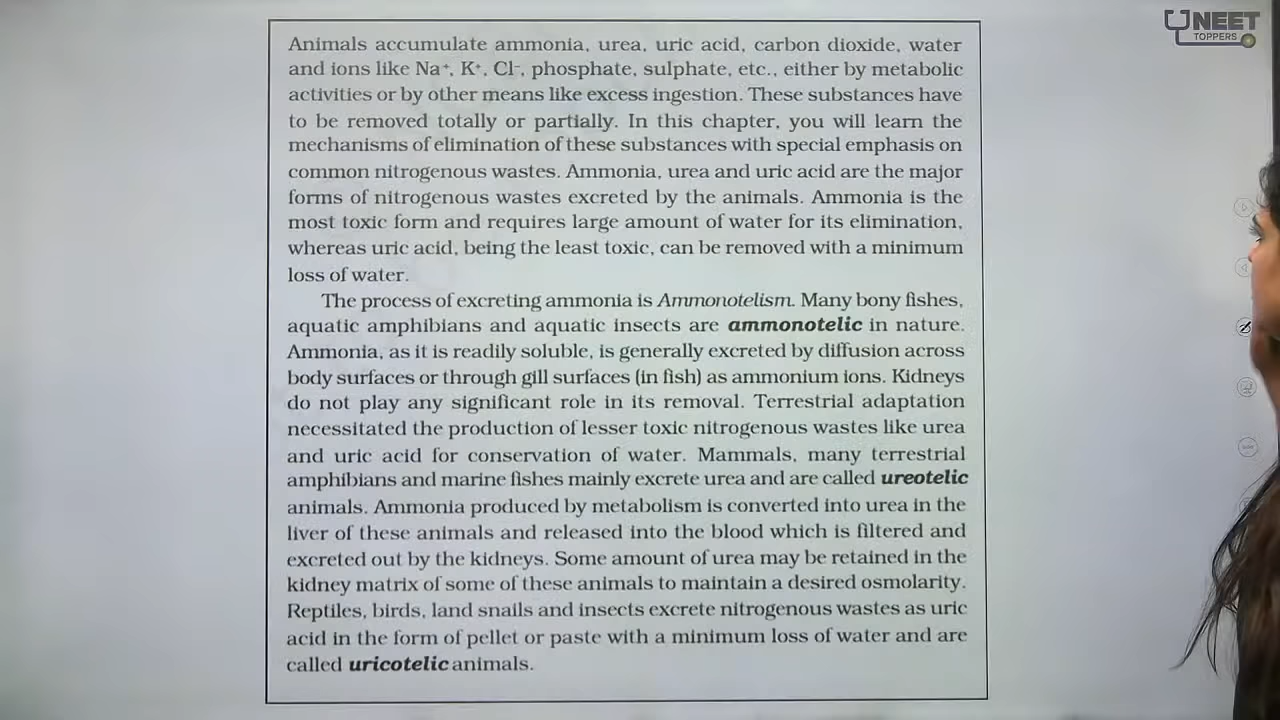 NEET
TOPPERS
Animals accumulate ammonia, urea, uric acid, carbon dioxide, water
and ions like Na⁺, K⁺, Cl⁻, phosphate, sulphate, etc., either by metabolic
activities or by other means like excess ingestion. These substances have
to be removed totally or partially. In this chapter, you will learn the
mechanisms of elimination of these substances with special emphasis on
common nitrogenous wastes. Ammonia, urea and uric acid are the major
forms of nitrogenous wastes excreted by the animals. Ammonia is the
most toxic form and requires large amount of water for its elimination,
whereas uric acid, being the least toxic, can be removed with a minimum
loss of water.
The process of excreting ammonia is Ammonotelism. Many bony fishes,
aquatic amphibians and aquatic insects are ammonotelic in nature.
Ammonia, as it is readily soluble, is generally excreted by diffusion across
body surfaces or through gill surfaces (in fish) as ammonium ions. Kidneys
do not play any significant role in its removal. Terrestrial adaptation
necessitated the production of lesser toxic nitrogenous wastes like urea
and uric acid for conservation of water. Mammals, many terrestrial
amphibians and marine fishes mainly excrete urea and are called ureotelic
animals. Ammonia produced by metabolism is converted into urea in the
liver of these animals and released into the blood which is filtered and
excreted out by the kidneys. Some amount of urea may be retained in the
kidney matrix of some of these animals to maintain a desired osmolarity.
Reptiles, birds, land snails and insects excrete nitrogenous wastes as uric
acid in the form of pellet or paste with a minimum loss of water and are
called uricotelic animals.